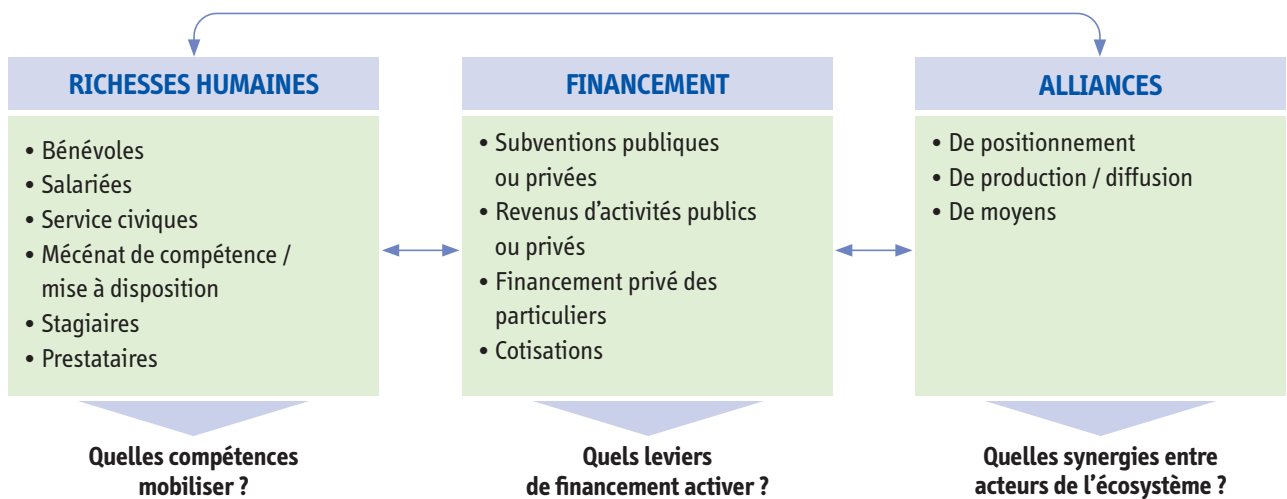 RICHESSES HUMAINES
• Bénévoles
• Salariées
• Service civiques
• Mécénat de compétence /
mise à disposition
• Stagiaires
• Prestataires
Quelles compétences
mobiliser ?
FINANCEMENT
• Subventions publiques
ou privées
• Revenus d’activités publics
ou privés
• Financement privé des
particuliers
• Cotisations
Quels leviers
de financement activer ?
ALLIANCES
• De positionnement
• De production / diffusion
• De moyens
Quelles synergies entre
acteurs de l’écosystème ?